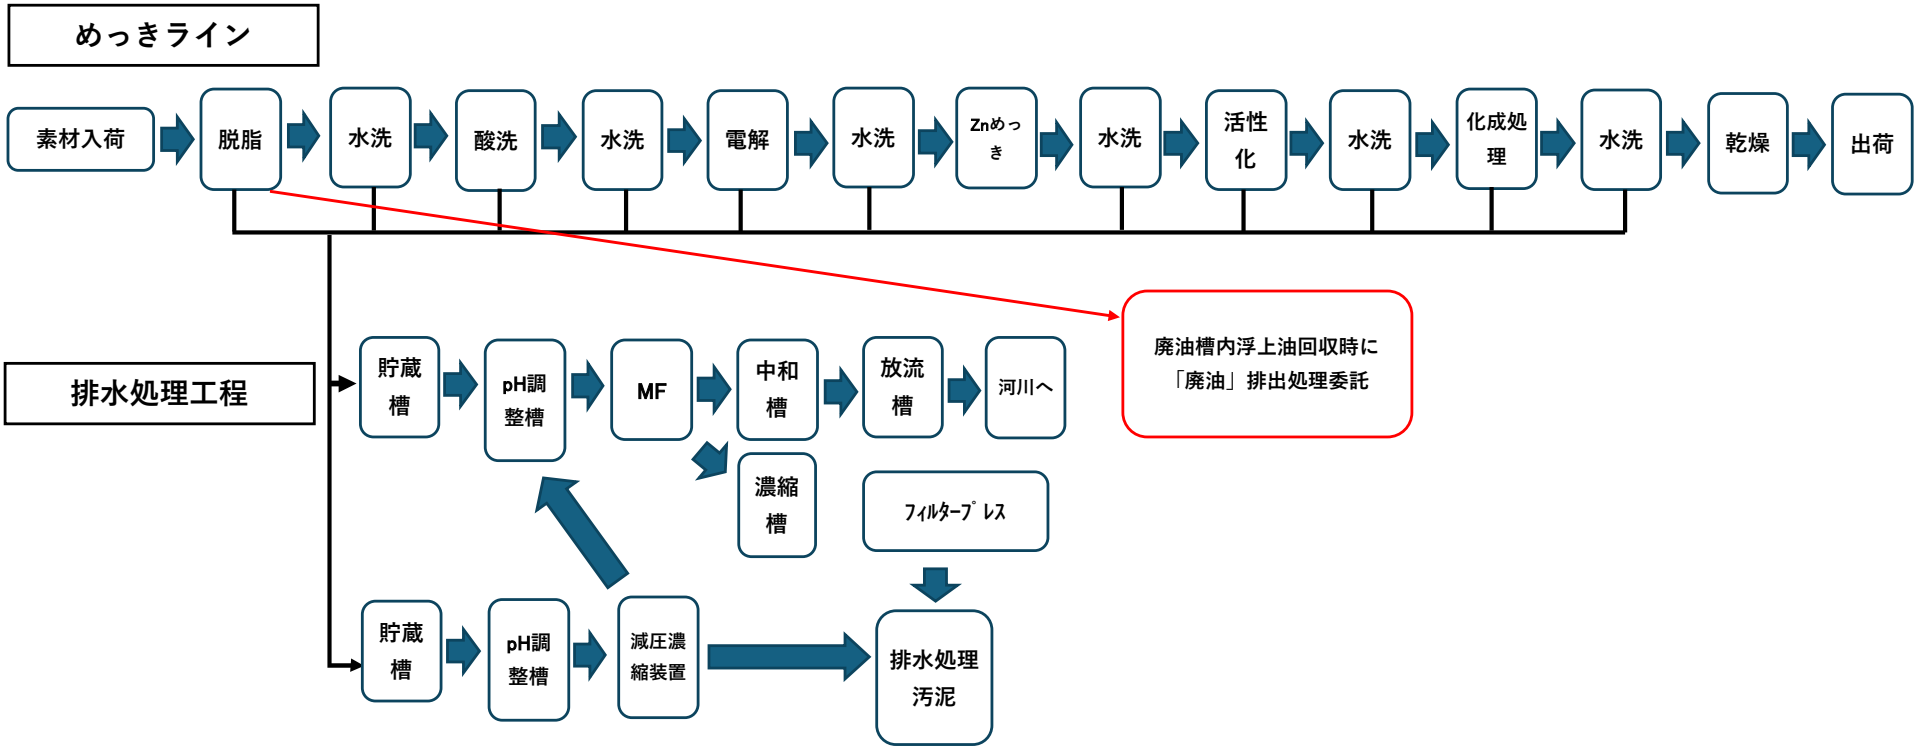 めっきライン
素材入荷
脱脂
水洗
酸洗
水洗
電解
水洗
Znめっ
き
水洗
活性
化
水洗
化成処
理
水洗
乾燥
出荷
排水処理工程
貯蔵
槽
pH調
整槽
MF
中和
槽
放流
槽
河川へ
廃油槽内浮上油回収時に
「廃油」排出処理委託
濃縮
槽
ﾌｨﾙﾀｰﾌﾟﾚｽ
貯蔵
槽
pH調
整槽
減圧濃
縮装置
排水処理
汚泥